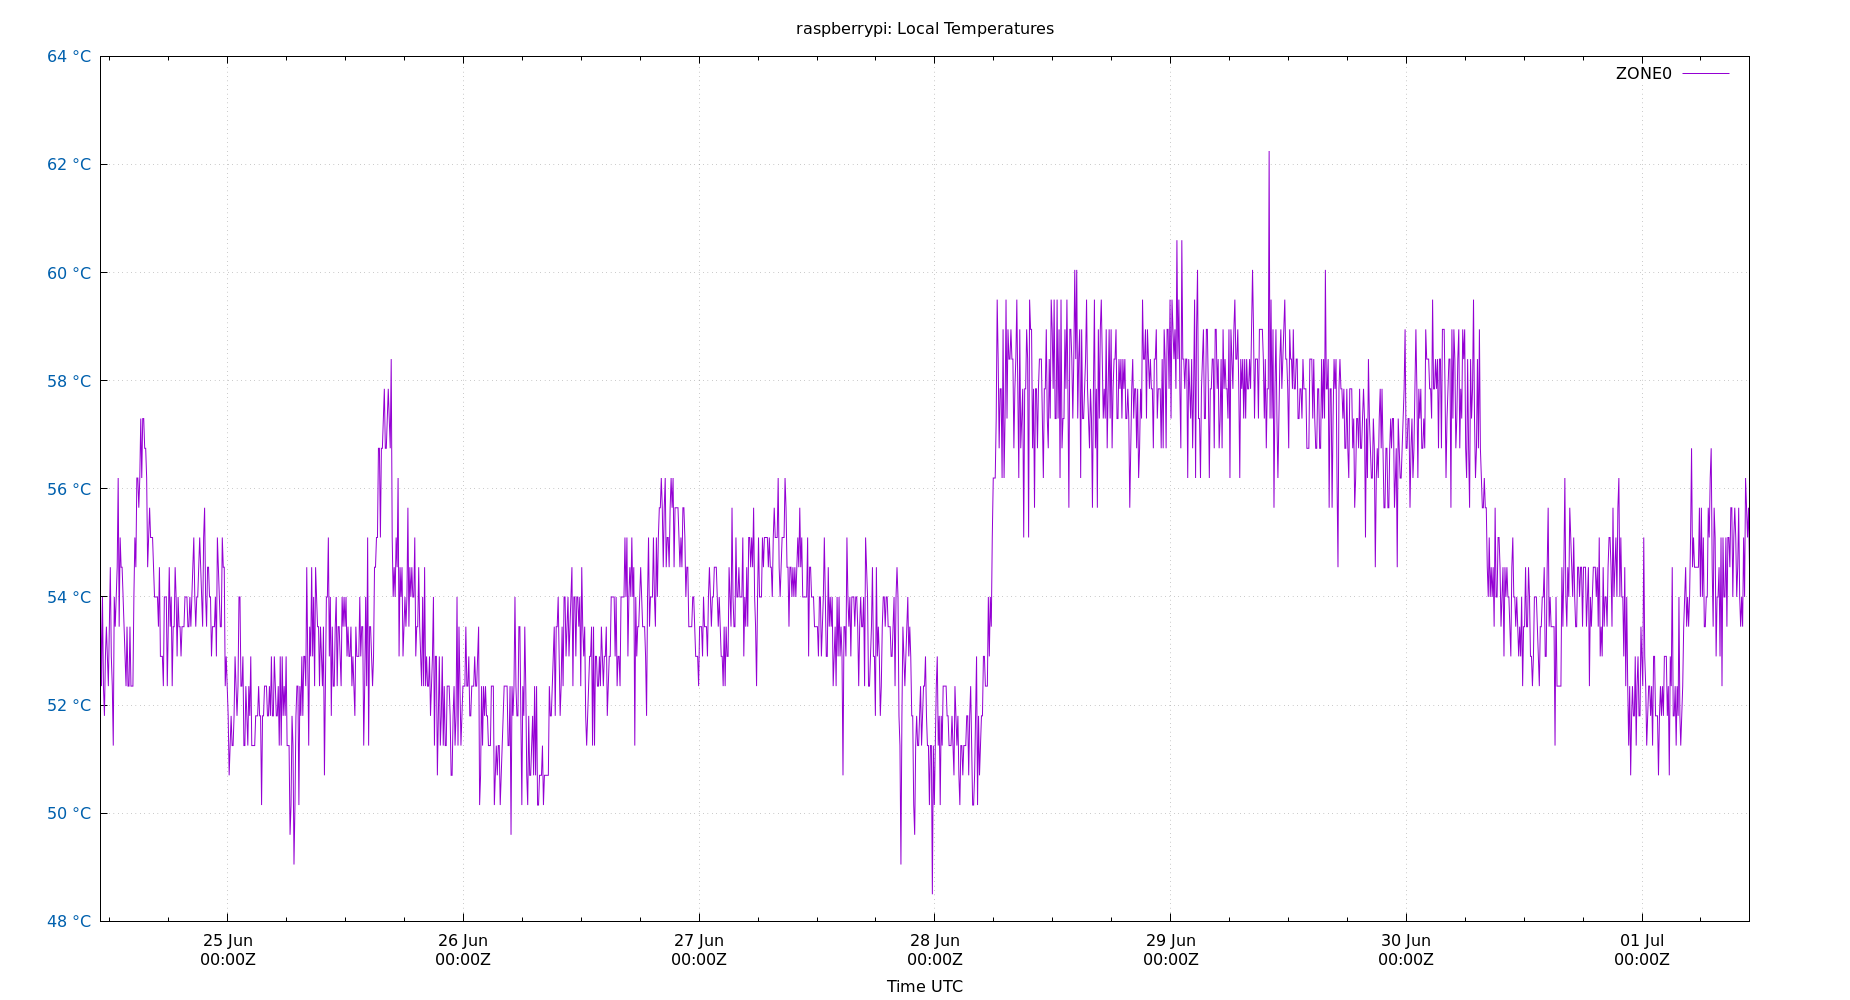 raspberrypi: Local Temperatures
64 °C
ZONE0
62 °C
60 °C
58 °C
56 °C
54 °C
52 °C
50 °C
48 °C
25 Jun 26 Jun 27 Jun 28 Jun 29 Jun 30 Jun 01 Jul
00:00Z 00:00Z 00:00Z 00:00Z 00:00Z 00:00Z 00:00Z
Time UTC